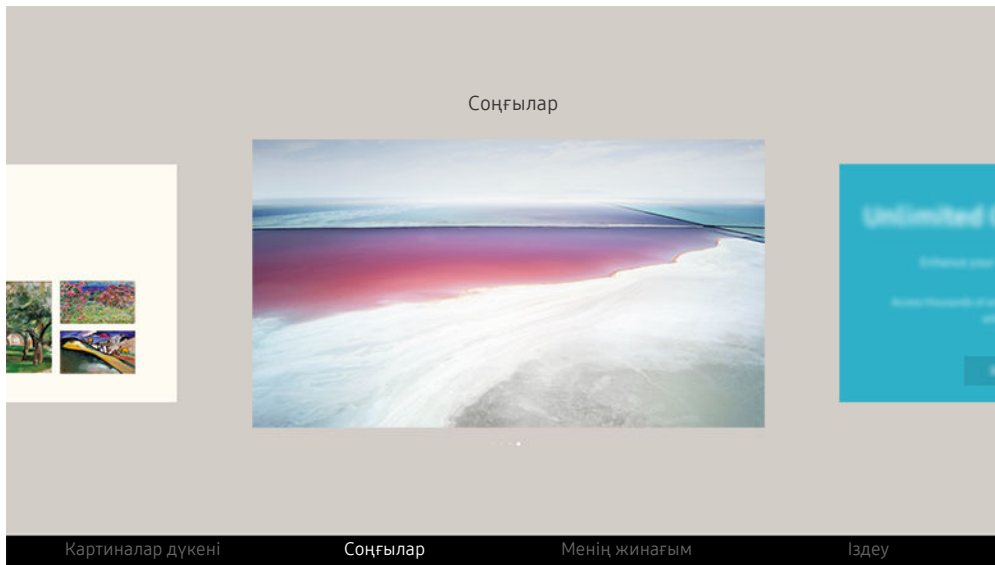 Соңғылар
Unlimited
Картиналар дүкені
Соңғылар
Менің жинағым
Іздеу